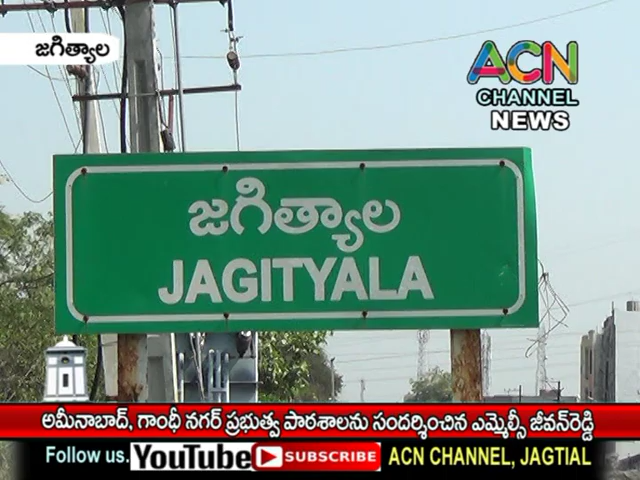 జగిత్యాల
ACN
CHANNEL
NEWS
జగిత్యాల
JAGITYALA
అమీనాబాద్, గాంధీ నగర్ ప్రభుత్వ పాఠశాలను సందర్శించిన ఎమ్మెల్సీ జీవన్‌రెడ్డి
Follow us. YouTube SUBSCRIBE ACN CHANNEL, JAGTIAL